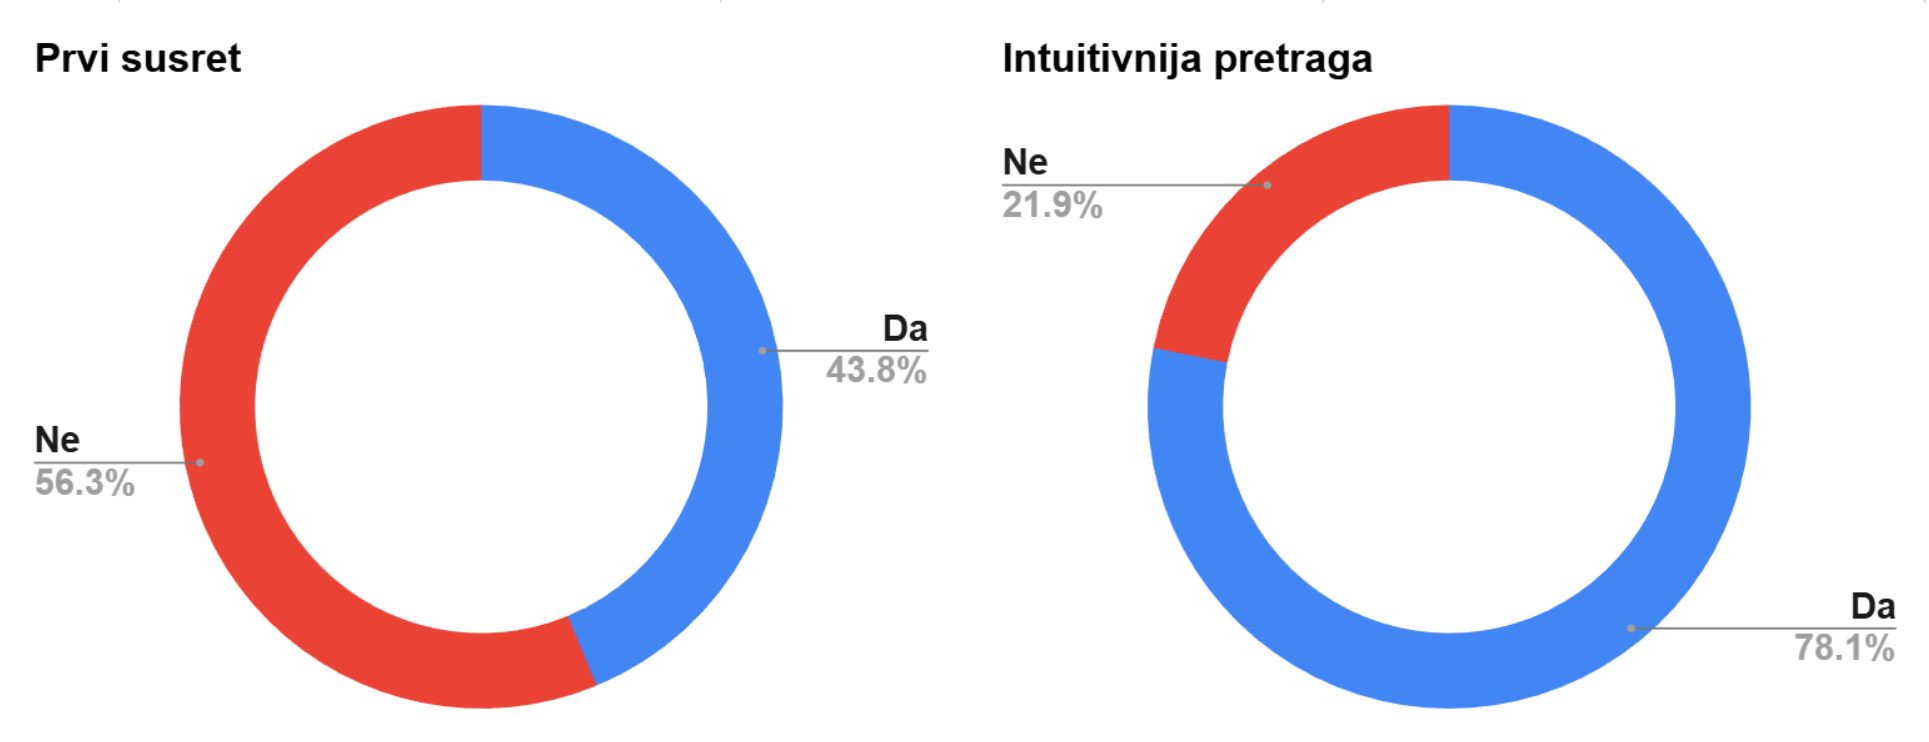 Prvi susret
Da
43.8%
Ne
56.3%
Intuitivnija pretraga
Ne
21.9%
Da
78.1%